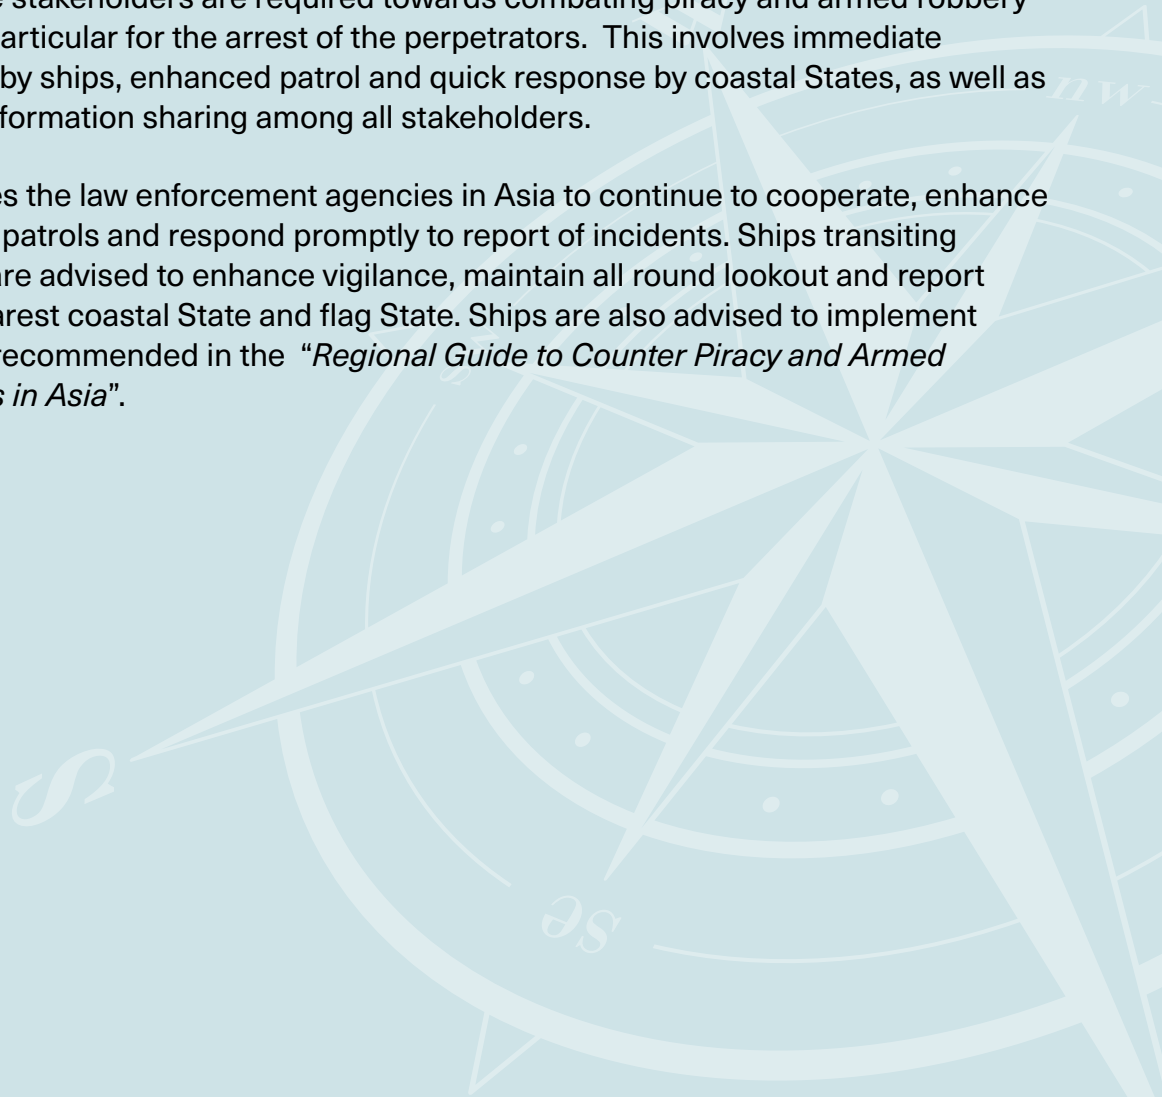 stakeholders are required towards combating piracy and armed robbery
articular for the arrest of the perpetrators. This involves immediate
by ships, enhanced patrol and quick response by coastal States, as well as
formation sharing among all stakeholders.
es the law enforcement agencies in Asia to continue to cooperate, enhance
patrols and respond promptly to report of incidents. Ships transiting
are advised to enhance vigilance, maintain all round lookout and report
arest coastal State and flag State. Ships are also advised to implement
recommended in the “Regional Guide to Counter Piracy and Armed
s in Asia”.
nw
s
S
se